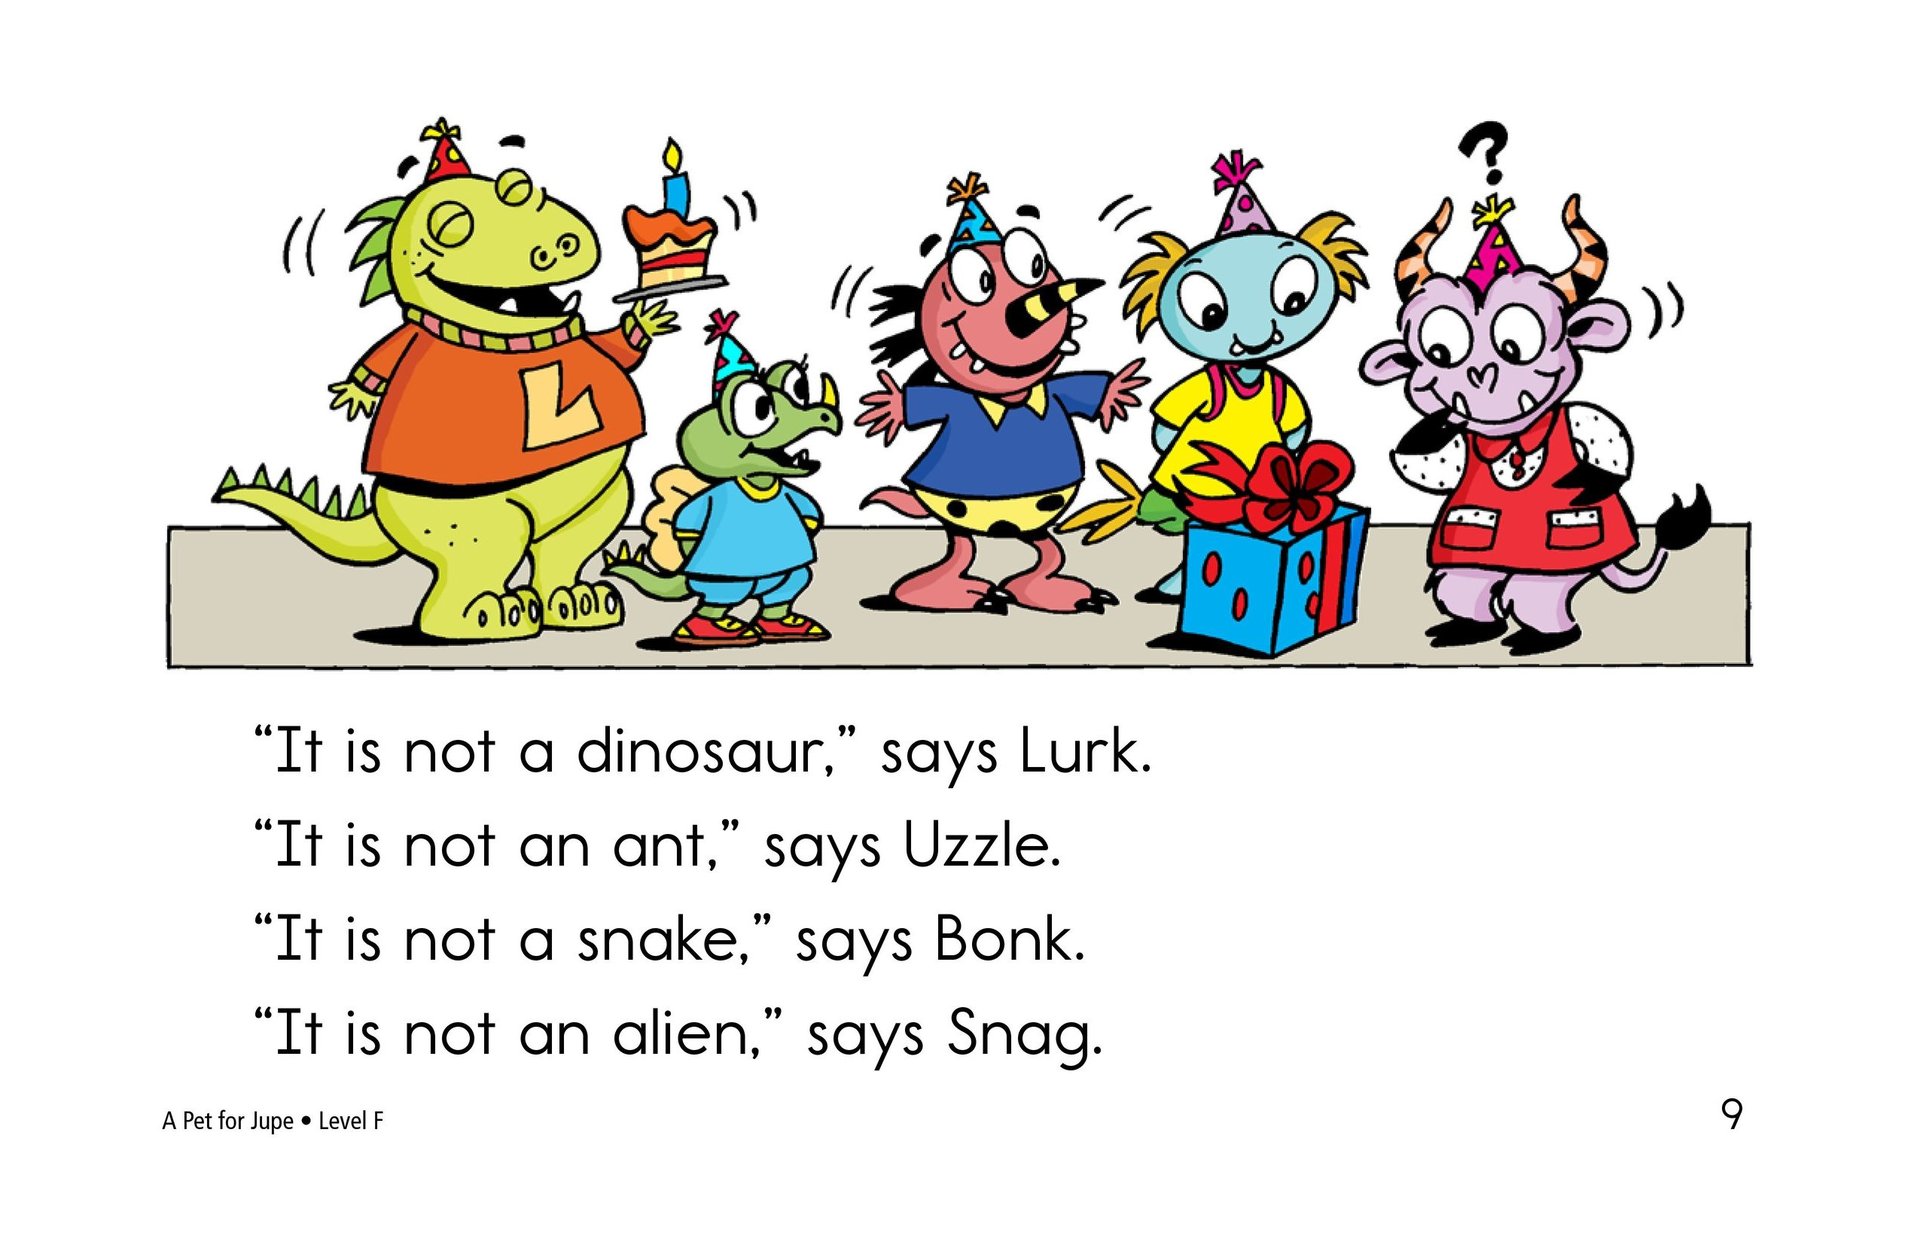 L
?
“It is not a dinosaur,” says Lurk.
“It is not an ant,” says Uzzle.
“It is not a snake,” says Bonk.
“It is not an alien,” says Snag.
A Pet for Jupe • Level F
9